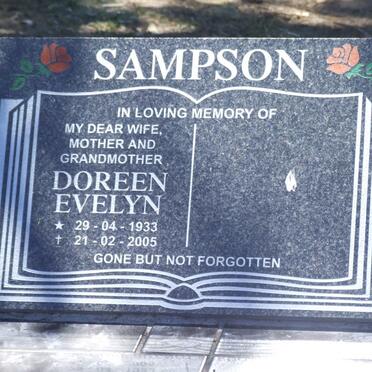 SAMPSON
IN LOVING MEMORY OF
MY DEAR WIFE,
MOTHER AND
GRANDMOTHER
DOREEN
EVELYN
★ 29 - 04 - 1933
† 21 - 02 - 2005
GONE BUT NOT FORGOTTEN